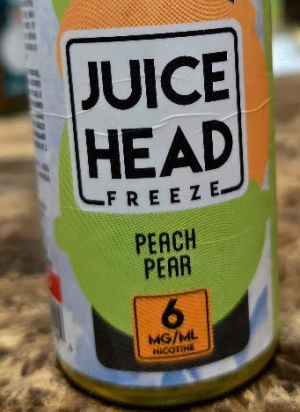 JUICE
HEAD
FREEZE
PEACH
PEAR
6
MG/ML
NICOTINE